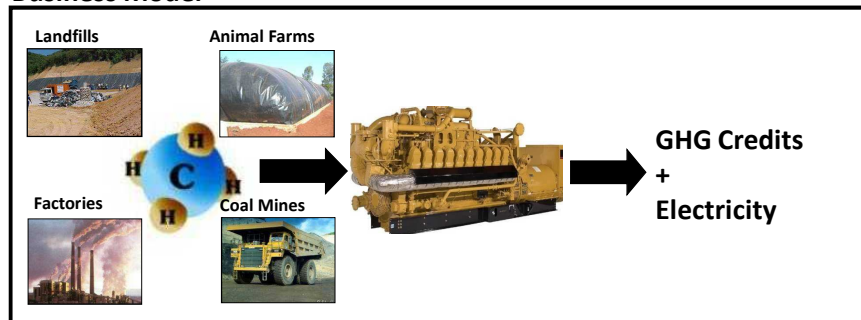 Business Model
Landfills
Animal Farms
H
H
C
H
H
Factories
Coal Mines
GHG Credits
+
Electricity